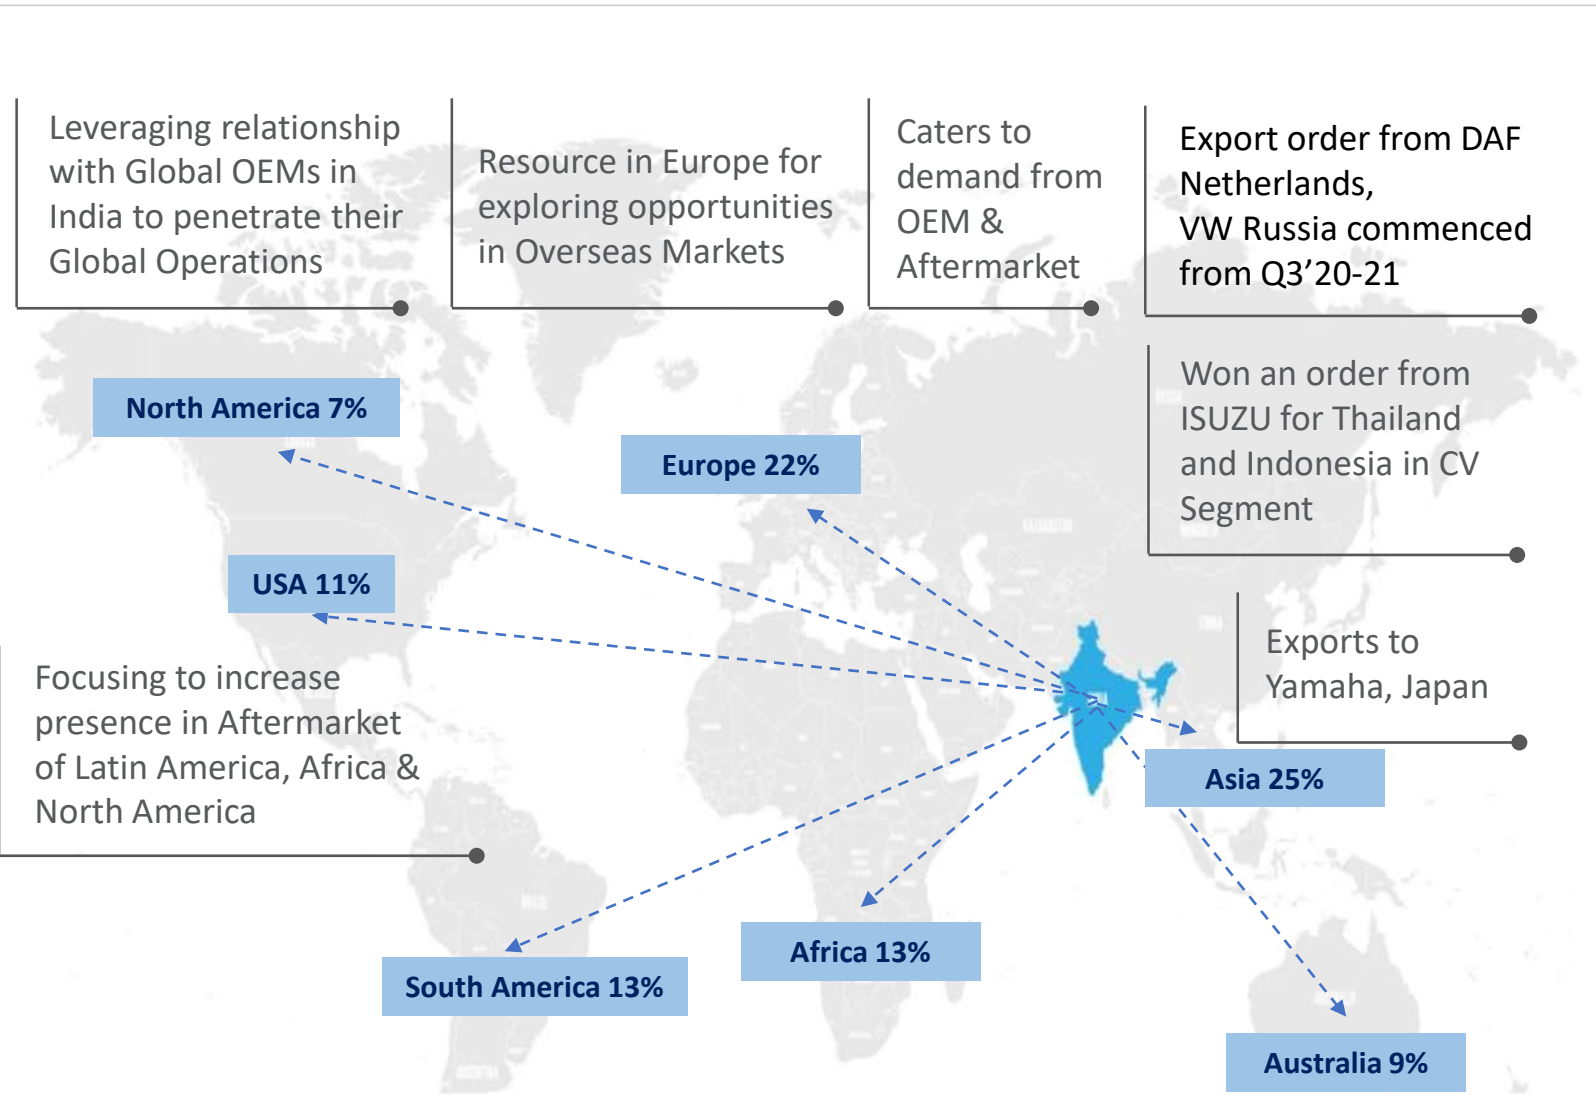 Leveraging relationship
with Global OEMs in
India to penetrate their
Global Operations
Resource in Europe for
exploring opportunities
in Overseas Markets
Caters to
demand from
OEM &
Aftermarket
Export order from DAF
Netherlands,
VW Russia commenced
from Q3’20-21
Won an order from
ISUZU for Thailand
and Indonesia in CV
Segment
North America 7%
Europe 22%
USA 11%
Exports to
Yamaha, Japan
Focusing to increase
presence in Aftermarket
of Latin America, Africa &
North America
Asia 25%
Africa 13%
South America 13%
Australia 9%